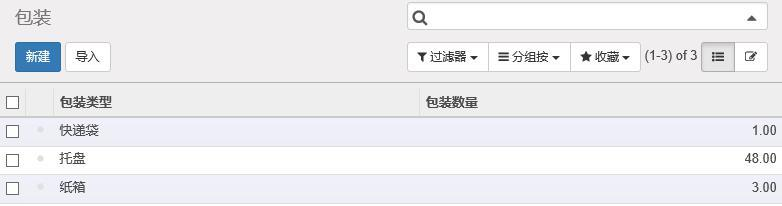 包装
新建 导入 过滤器 分组按 收藏 (1-3) of 3
包装类型 包装数量
快递袋 1.00
托盘 48.00
纸箱 3.00